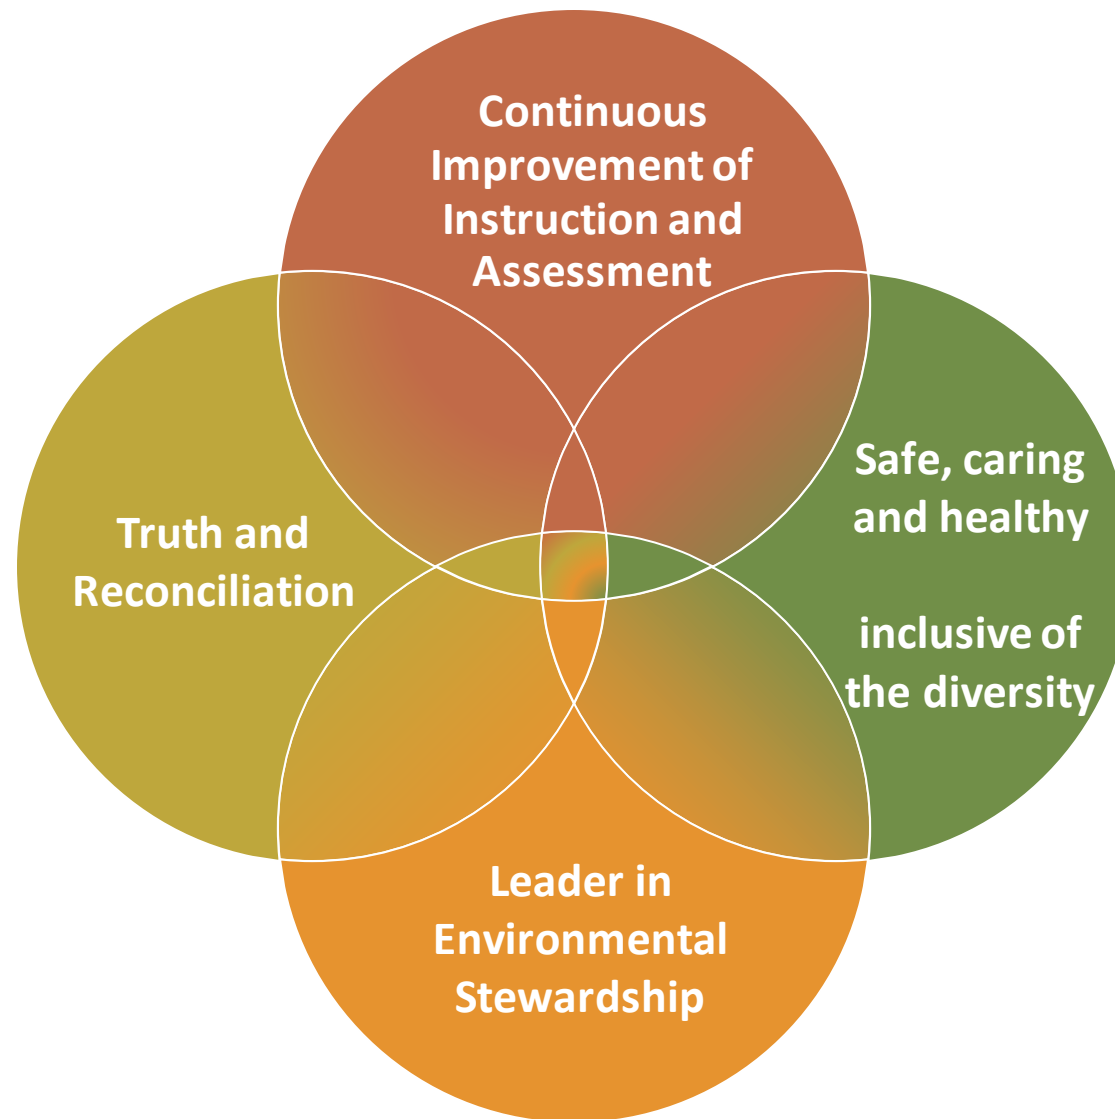 Continuous
Improvement of
Instruction and
Assessment
Truth and
Reconciliation
Safe, caring
and healthy
inclusive of
the diversity
Leader in
Environmental
Stewardship